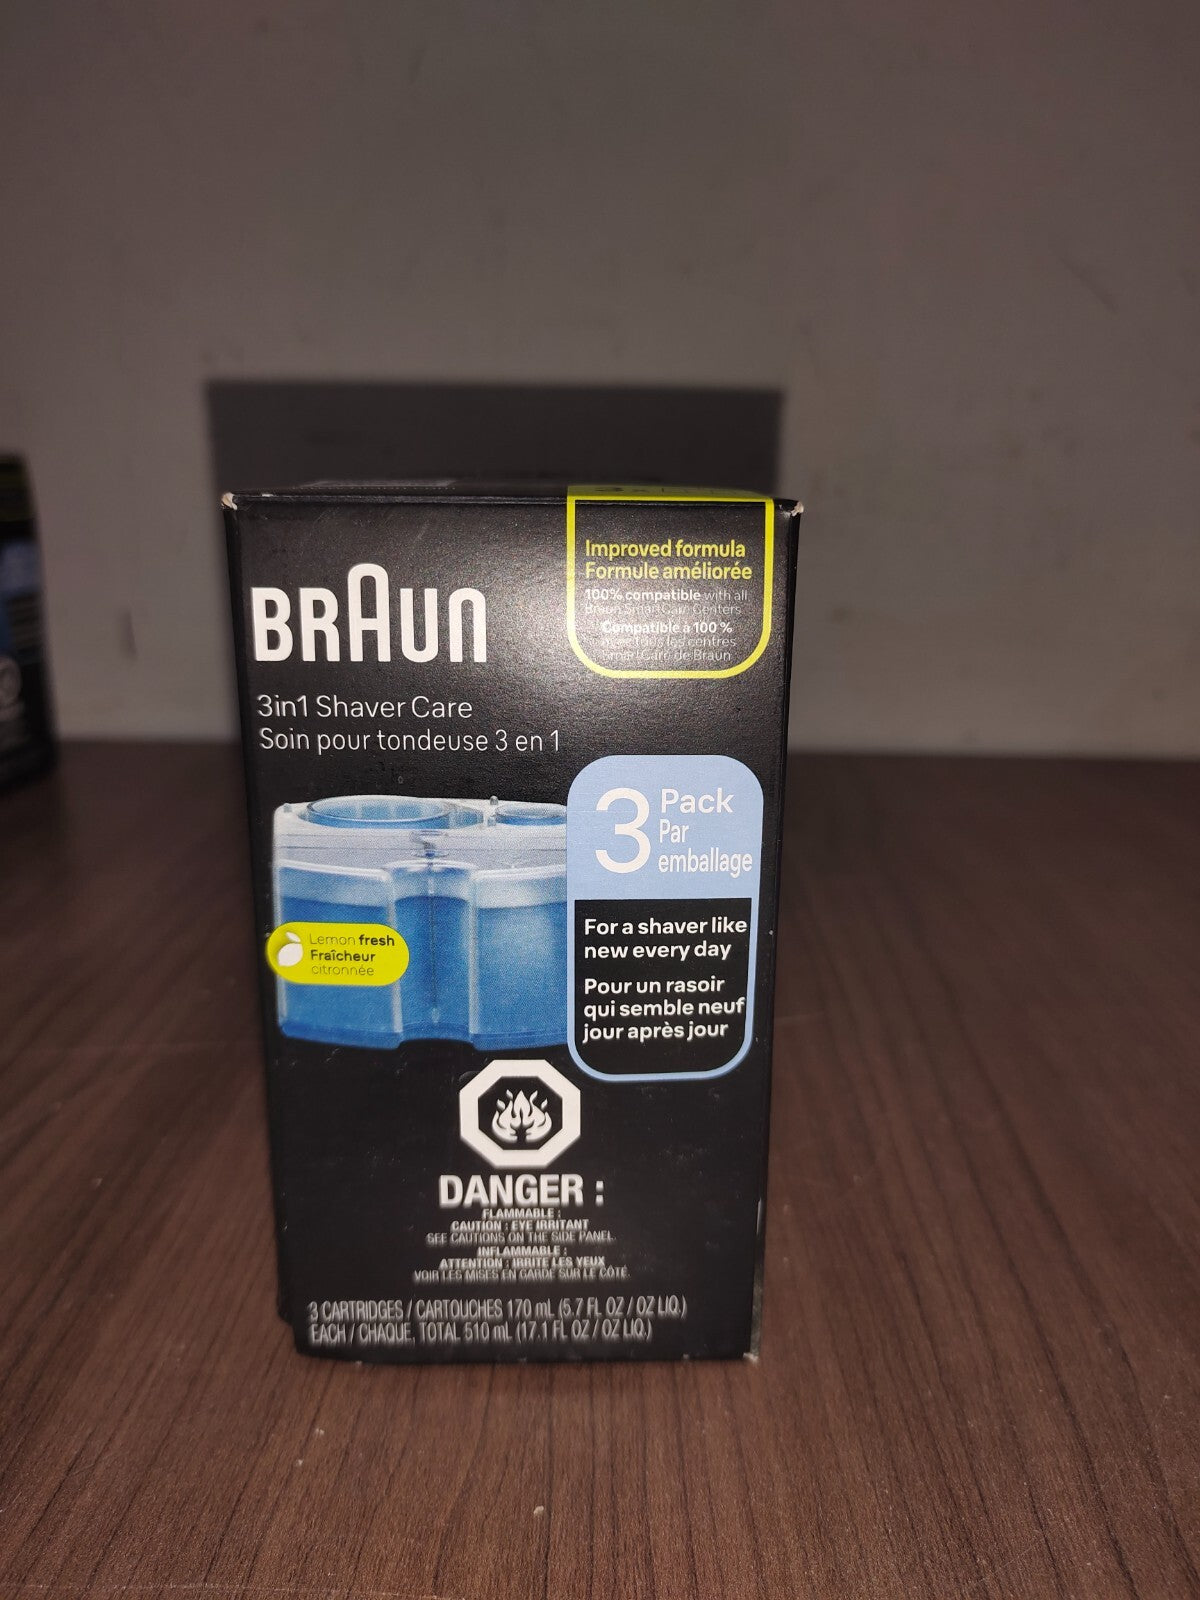 BRAUN
3in1 Shaver Care
Soin pour tondeuse 3 en 1
Improved formula
Formule améliorée
100% compatible with all
Braun SmartCare Centers
Compatible à 100 %
avec tous les centres
SmartCare de Braun
3 Pack
Par
emballage
For a shaver like
new every day
Pour un rasoir
qui semble neuf
jour après jour
Lemon fresh
Fraîcheur
citronnée
DANGER :
FLAMMABLE :
CAUTION : EYE IRRITANT
SEE CAUTIONS ON THE SIDE PANEL.
INFLAMMABLE :
ATTENTION : IRRITE LES YEUX
VOIR LES MISES EN GARDE SUR LE CÔTÉ.
3 CARTRIDGES / CARTOUCHES 170 mL (5.7 FL OZ / OZ LIQ.)
EACH / CHAQUE, TOTAL 510 mL (17.1 FL OZ / OZ LIQ.)